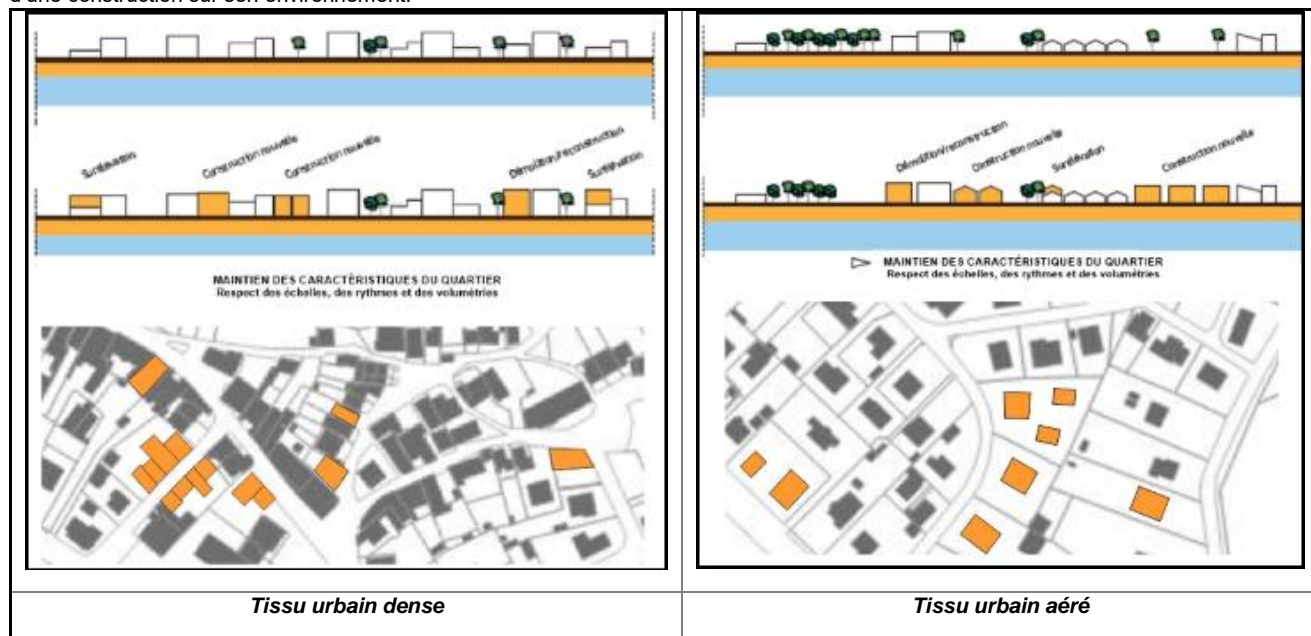 d'une construction sur son environnement.
Surélévation
Construction nouvelle
Construction nouvelle
Démolition/reconstruction
Surélévation
MAINTIEN DES CARACTÉRISTIQUES DU QUARTIER
Respect des échelles, des rythmes et des volumétries
Tissu urbain dense
Démolition/reconstruction
Construction nouvelle
Surélévation
Construction nouvelle
MAINTIEN DES CARACTÉRISTIQUES DU QUARTIER
Respect des échelles, des rythmes et des volumétries
Tissu urbain aéré